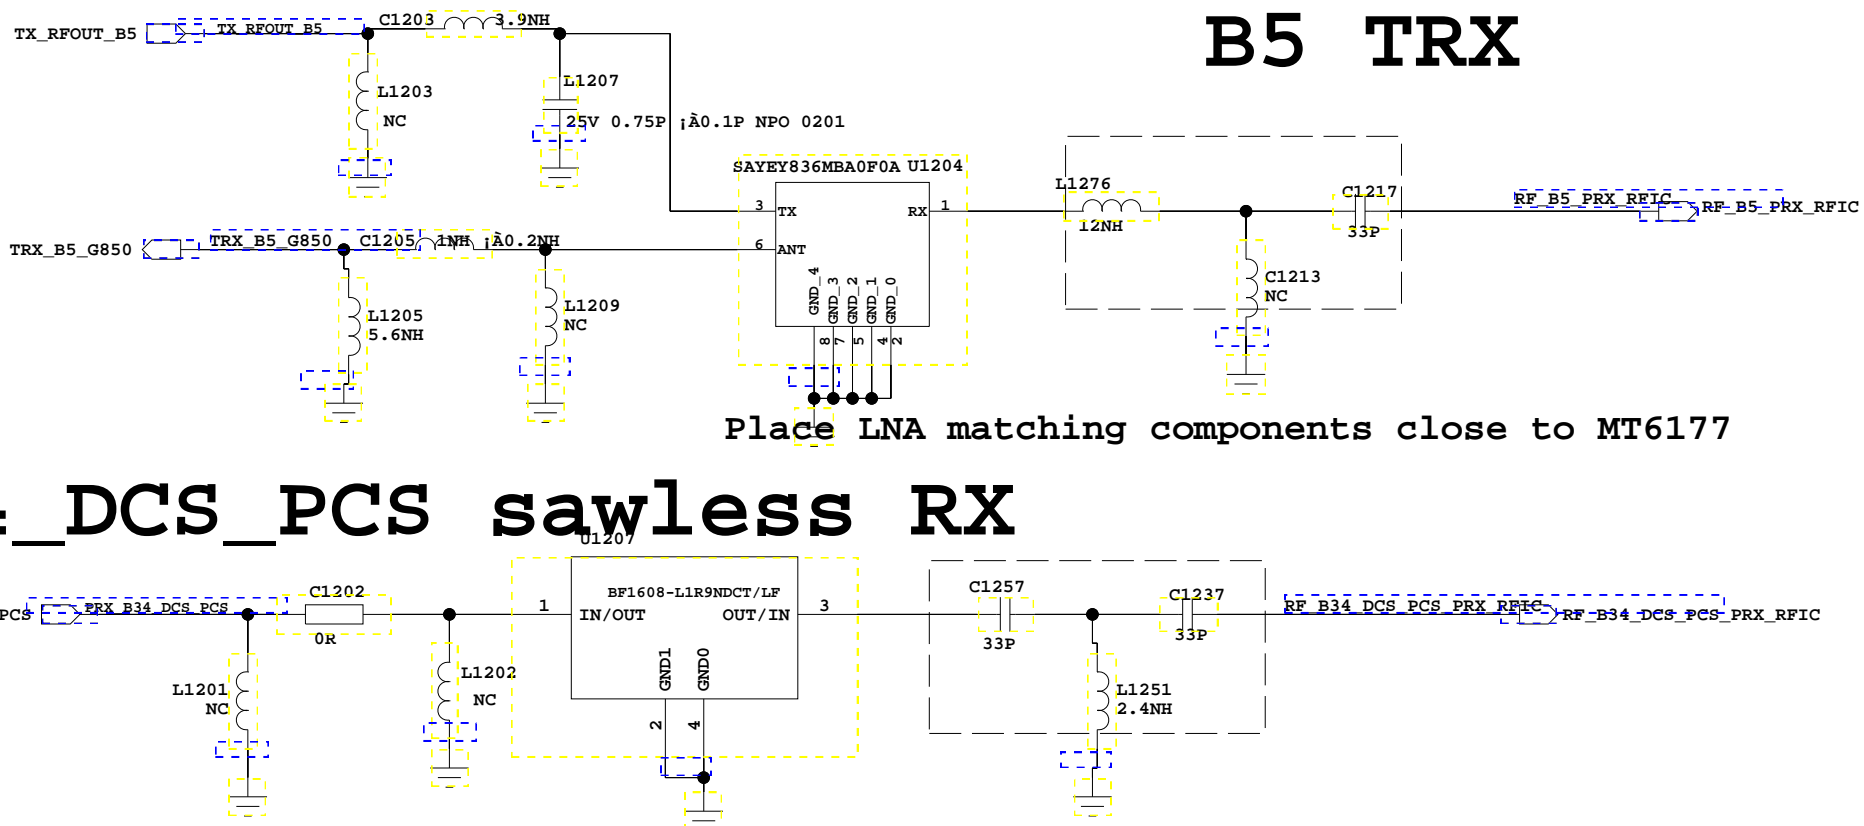 B5 TRX
TX_RFOUT_B5
TX_RFOUT_B5
C1203
3.9NH
L1203
NC
L1207
25V 0.75P ¡À0.1P NPO 0201
SAYEY836MBA0F0A U1204
3 TX
RX 1
6 ANT
GND_4
GND_3
GND_2
GND_1
GND_0
8
7
5
4
2
L1276
12NH
C1217
33P
RF_B5_PRX_RFIC
RF_B5_PRX_RFIC
C1213
NC
TRX_B5_G850
TRX_B5_G850
C1205
1NH ¡À0.2NH
L1205
5.6NH
L1209
NC
Place LNA matching components close to MT6177
_DCS_PCS sawless RX
U1207
BF1608-L1R9NDCT/LF
1 IN/OUT
OUT/IN 3
GND1
GND0
2
4
PCS
PRX_B34_DCS_PCS
C1202
0R
L1201
NC
L1202
NC
C1257
33P
C1237
33P
L1251
2.4NH
RF_B34_DCS_PCS_PRX_RFIC
RF_B34_DCS_PCS_PRX_RFIC